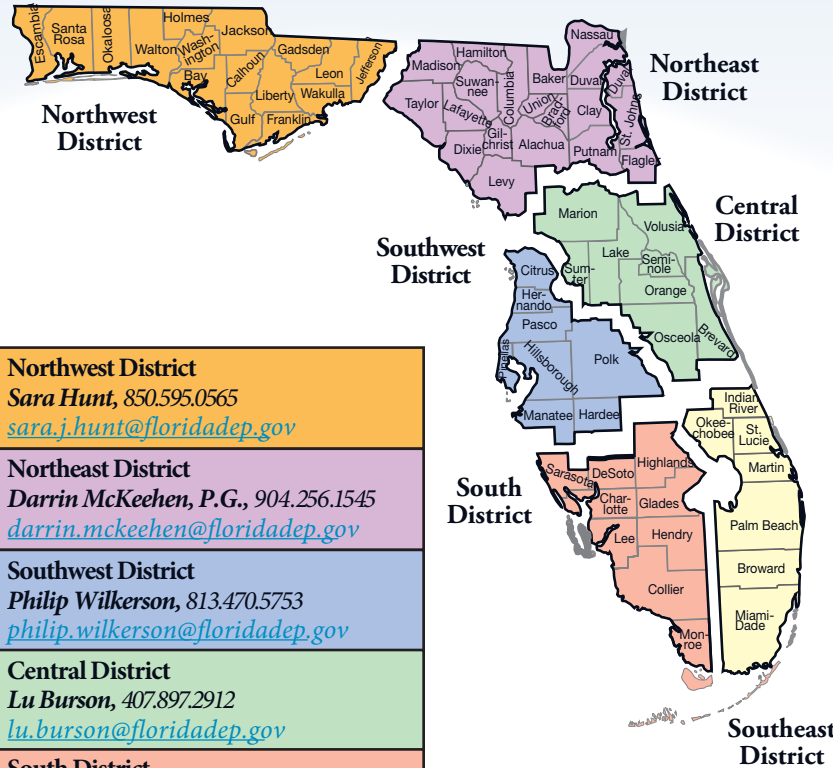 Escambia
Santa
Rosa
Okaloosa
Holmes
Walton
Wash-
ington
Jackson
Bay
Calhoun
Gadsden
Leon
Jefferson
Liberty
Wakulla
Gulf
Franklin
Northwest
District
Nassau
Hamilton
Madison
Suwan-
nee
Columbia
Baker
Duval
Duval
Taylor
Lafayette
Union
Brad-
ford
Clay
St. Johns
Dixie
Gil-
christ
Alachua
Putnam
Flagler
Levy
Northeast
District
Marion
Volusia
Lake
Semi-
nole
Sum-
ter
Orange
Osceola
Brevard
Central
District
Southwest
District
Citrus
Her-
nando
Pasco
Pinellas
Hillsborough
Polk
Manatee
Hardee
Indian
River
Okee-
chobee
St.
Lucie
Martin
Palm Beach
Broward
Miami-
Dade
South
District
Sarasota
DeSoto
Highlands
Char-
lotte
Glades
Lee
Hendry
Collier
Mon-
roe
Southeast
District
Northwest District
Sara Hunt, 850.595.0565
sara.j.hunt@floridadep.gov
Northeast District
Darrin McKeehen, P.G., 904.256.1545
darrin.mckeehen@floridadep.gov
Southwest District
Philip Wilkerson, 813.470.5753
philip.wilkerson@floridadep.gov
Central District
Lu Burson, 407.897.2912
lu.burson@floridadep.gov
South District